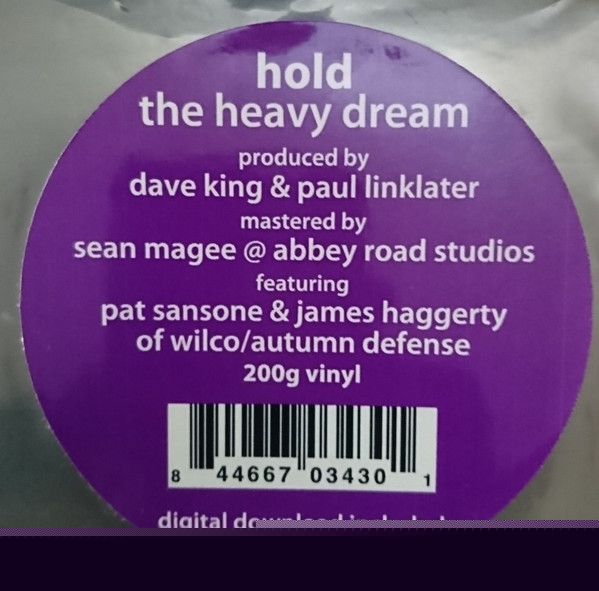 hold
the heavy dream
produced by
dave king & paul linklater
mastered by
sean magee @ abbey road studios
featuring
pat sansone & james haggerty
of wilco/autumn defense
200g vinyl
8 44667 03430 1
digital